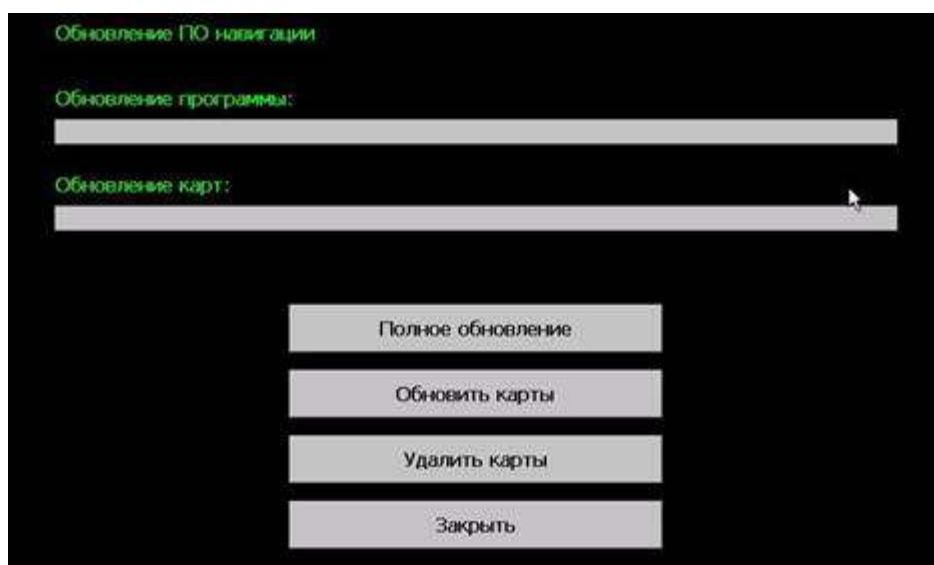 Обновление ПО навигации
Обновление программы:
Обновление карт:
Полное обновление
Обновить карты
Удалить карты
Закрыть